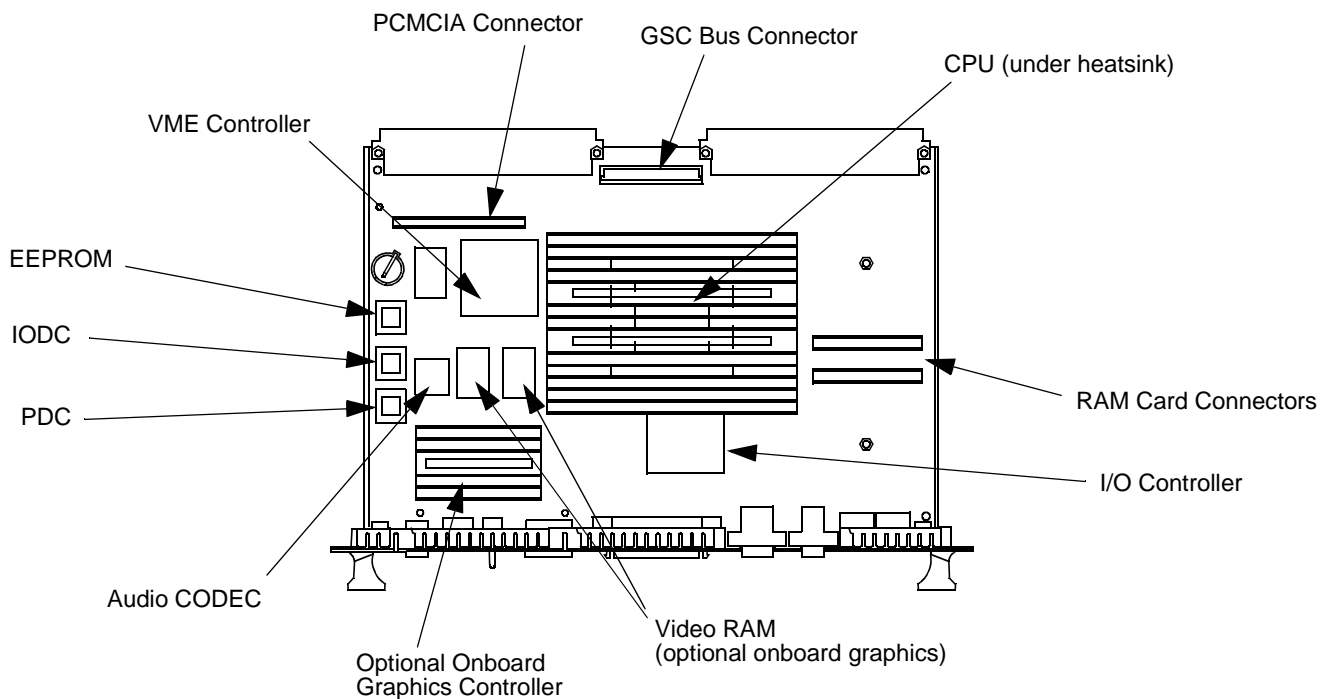 PCMCIA Connector
GSC Bus Connector
CPU (under heatsink)
VME Controller
EEPROM
IODC
PDC
RAM Card Connectors
I/O Controller
Audio CODEC
Video RAM
(optional onboard graphics)
Optional Onboard
Graphics Controller